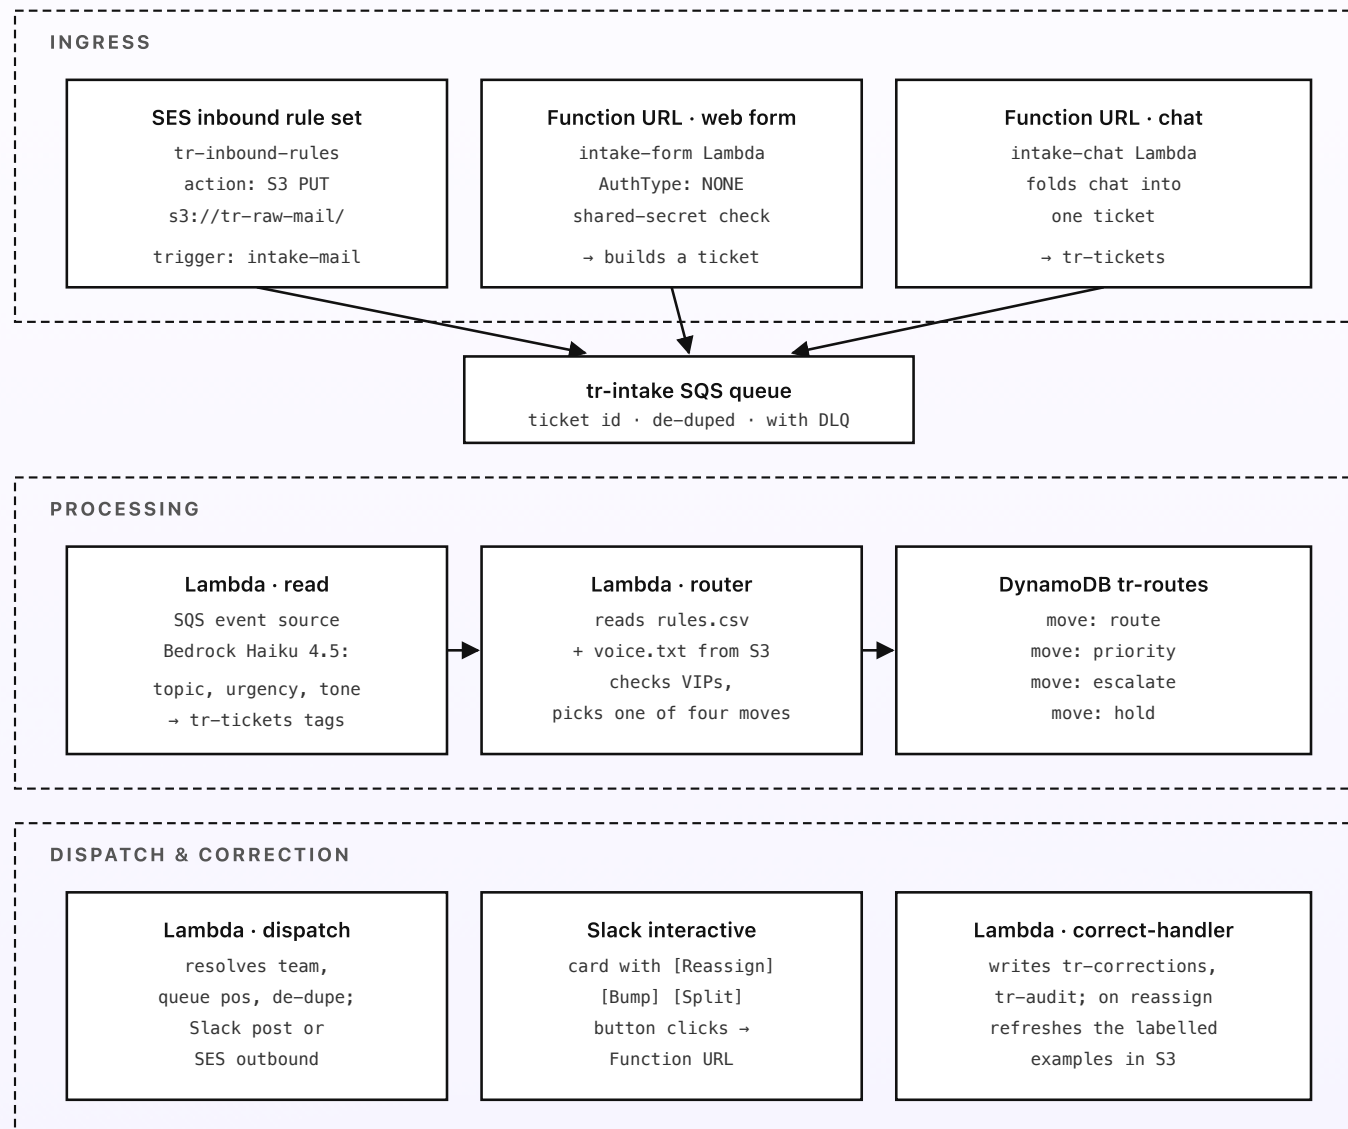 INGRESS
SES inbound rule set
tr-inbound-rules
action: S3 PUT
s3://tr-raw-mail/
trigger: intake-mail
Function URL · web form
intake-form Lambda
AuthType: NONE
shared-secret check
→ builds a ticket
Function URL · chat
intake-chat Lambda
folds chat into
one ticket
→ tr-tickets
tr-intake SQS queue
ticket id · de-duped · with DLQ
PROCESSING
Lambda · read
SQS event source
Bedrock Haiku 4.5:
topic, urgency, tone
→ tr-tickets tags
Lambda · router
reads rules.csv
+ voice.txt from S3
checks VIPs,
picks one of four moves
DynamoDB tr-routes
move: route
move: priority
move: escalate
move: hold
DISPATCH & CORRECTION
Lambda · dispatch
resolves team,
queue pos, de-dupe;
Slack post or
SES outbound
Slack interactive
card with [Reassign]
[Bump] [Split]
button clicks →
Function URL
Lambda · correct-handler
writes tr-corrections,
tr-audit; on reassign
refreshes the labelled
examples in S3